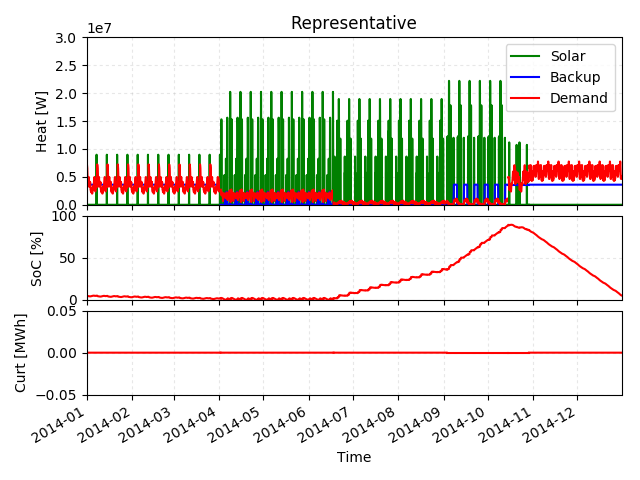 Representative
1e7
3.0
2.5
2.0
1.5
1.0
0.5
0.0
Heat [W]
Solar
Backup
Demand
100
50
0
SoC [%]
0.05
0.00
−0.05
Curt [MWh]
2014-01
2014-02
2014-03
2014-04
2014-05
2014-06
2014-07
2014-08
2014-09
2014-10
2014-11
2014-12
Time